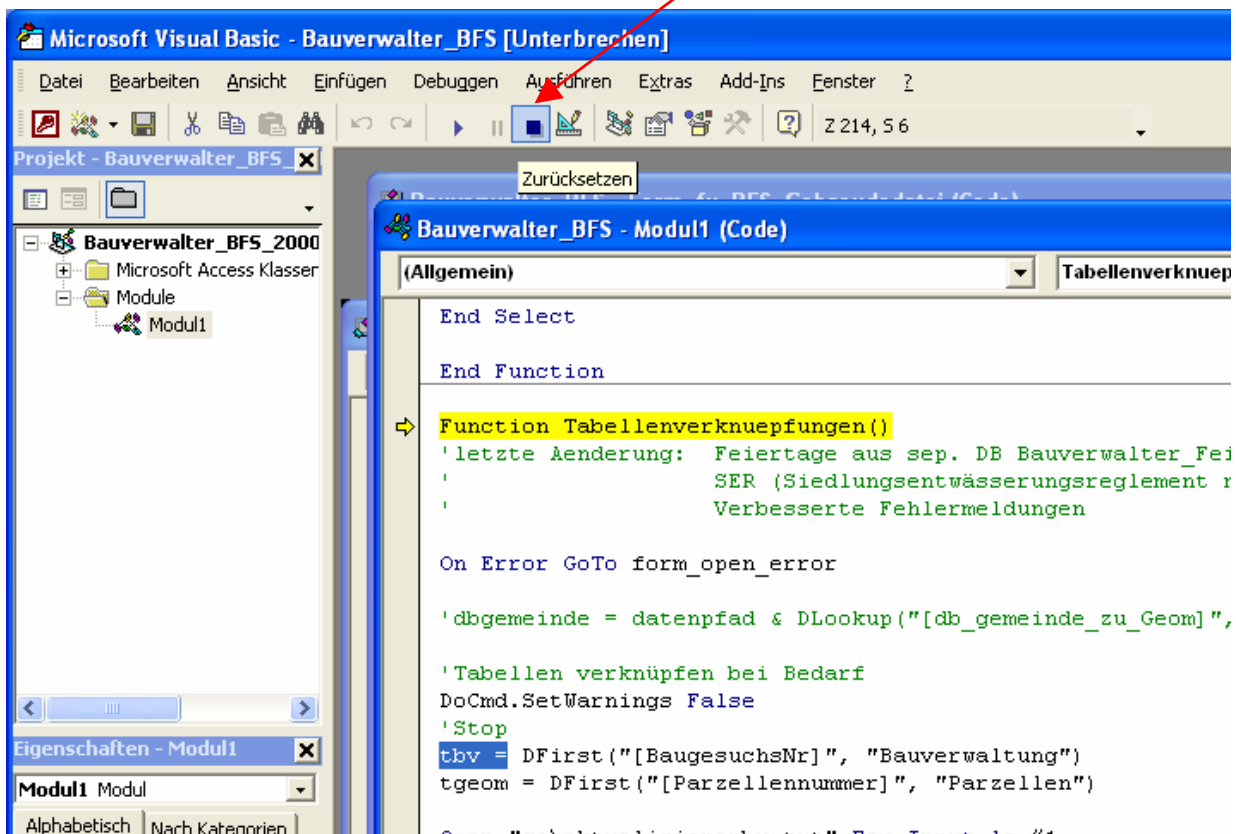 Microsoft Visual Basic - Bauverwalter_BFS [Unterbrechen]
Datei Bearbeiten Ansicht Einfügen Debuggen Ausführen Extras Add-Ins Fenster ?
Z 214, S 6
Projekt - Bauverwalter_BFS_
Zurücksetzen
Bauverwalter_BFS_2000
Microsoft Access Klassen
Module
Modul1
Bauverwalter_BFS - Modul1 (Code)
(Allgemein) Tabellenverknuep
End Select
End Function
Function Tabellenverknuepfungen()
'letzte Aenderung: Feiertage aus sep. DB Bauverwalter_Fei
' SER (Siedlungsentwässerungsreglement
' Verbesserte Fehlermeldungen
On Error GoTo form_open_error
'dbgemeinde = datenpfad & DLookup("[db_gemeinde_zu_Geom]",
'Tabellen verknüpfen bei Bedarf
DoCmd.SetWarnings False
'Stop
tbv = DFirst("[BaugesuchsNr]", "Bauverwaltung")
tgeom = DFirst("[Parzellennummer]", "Parzellen")
Eigenschaften - Modul1
Modul1 Modul
Alphabetisch Nach Kategorien